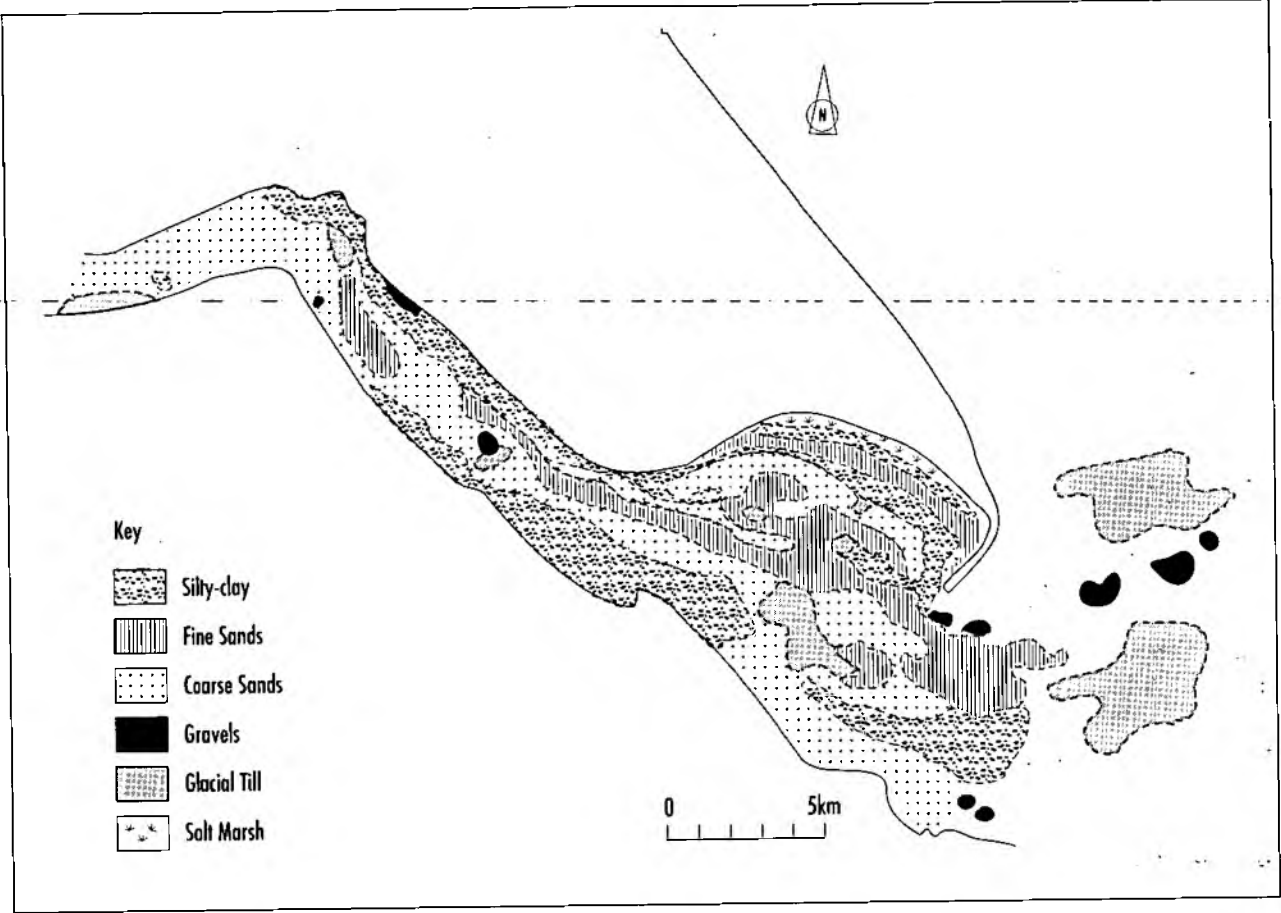 N
Key
Silty-clay
Fine Sands
Coarse Sands
Gravels
Glacial Till
Salt Marsh
0 5km